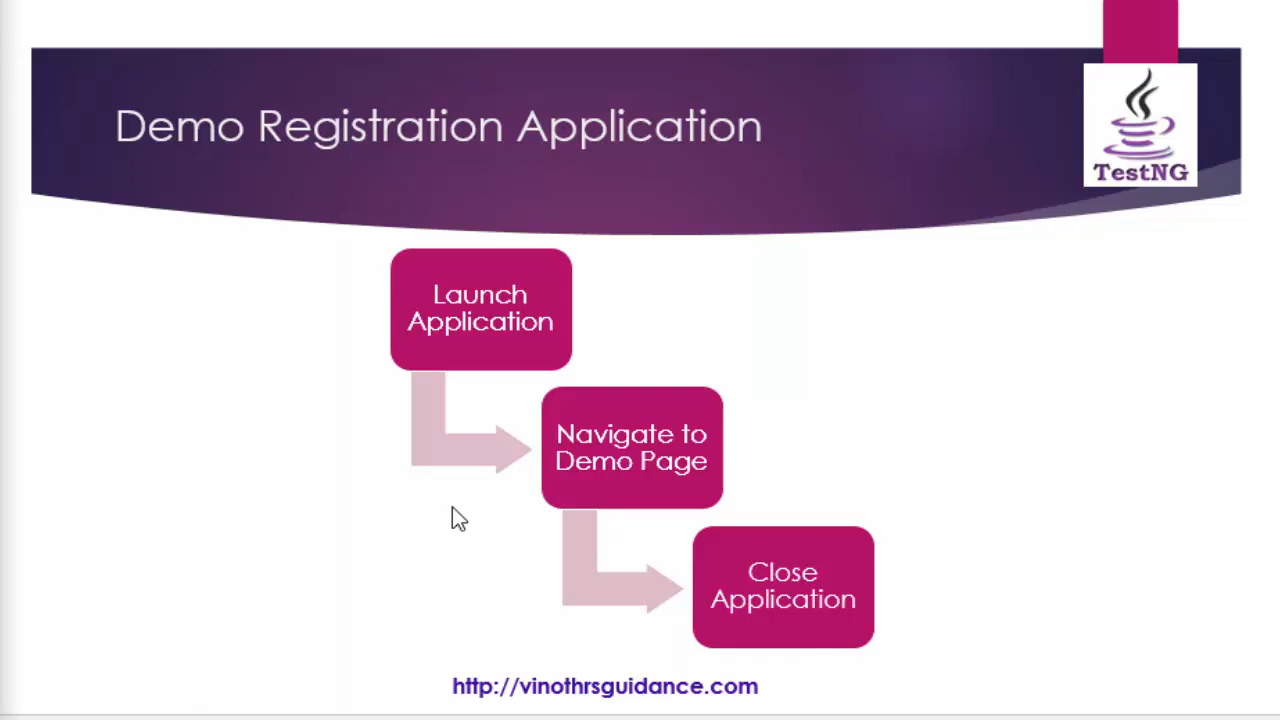 Demo Registration Application
TestNG
Launch
Application
Navigate to
Demo Page
Close
Application
http://vinothrsguidance.com